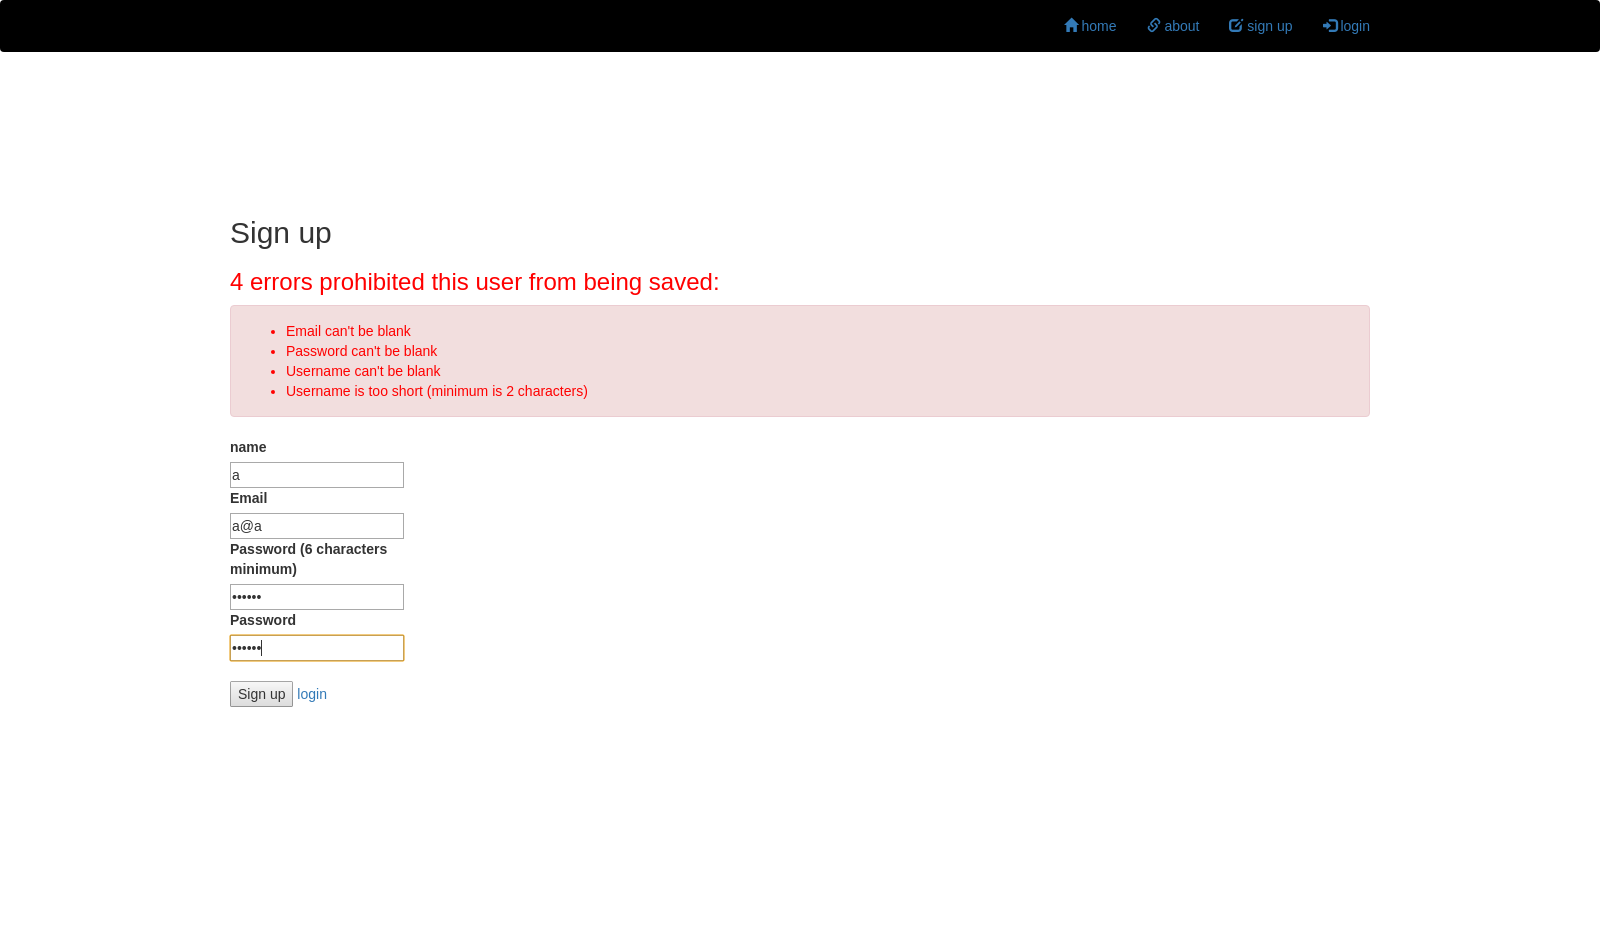 home about sign up login
Sign up
4 errors prohibited this user from being saved:
• Email can't be blank
• Password can't be blank
• Username can't be blank
• Username is too short (minimum is 2 characters)
name
a
Email
a@a
Password (6 characters
minimum)
••••••
Password
••••••
Sign up login